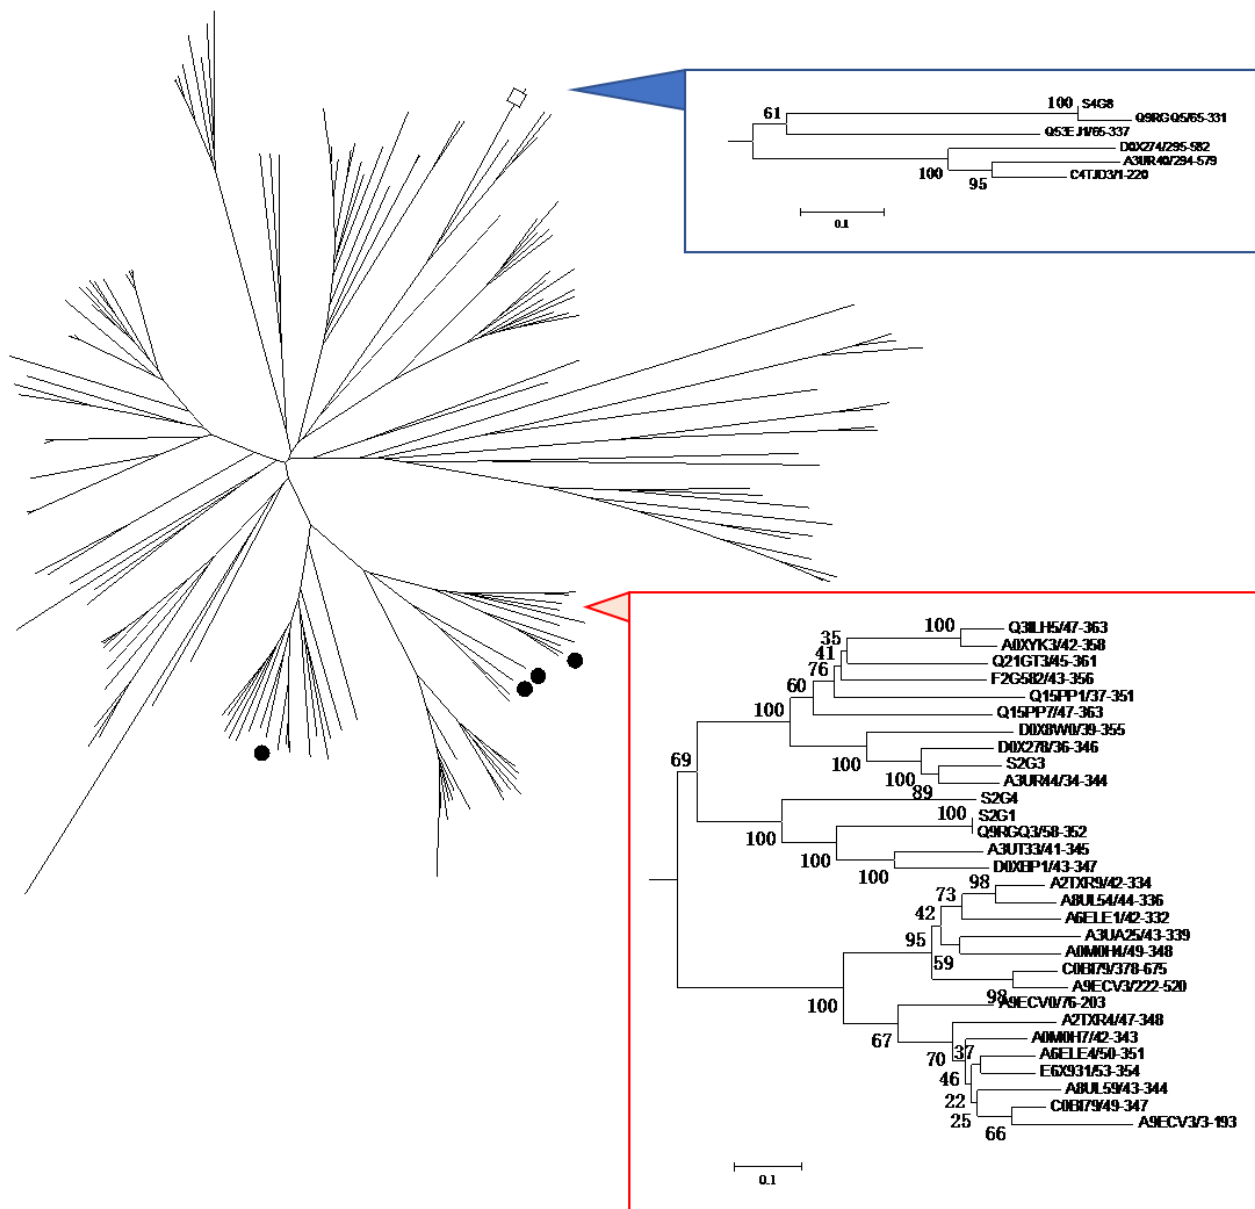 100 S4G8
61
Q9RGQ5/65-331
Q53EJ1/65-337
D0X274/295-582
A3UR40/294-579
100
C4TJD3/1-220
95
0.1
100 Q3ILH5/47-363
35
A0XYK3/42-358
41
Q21GT3/45-361
76
F2G582/43-356
60
Q15PP1/37-351
100
Q15PP7/47-363
D0X8W0/39-355
69
D0X278/36-346
100
S2G3
100
A3UR44/34-344
89
S2G4
100 S2G1
100
Q9RGQ3/58-352
A3UT33/41-345
100
D0XBP1/43-347
100
98 A2TXR9/42-334
73
A8UL54/44-336
42
A6ELE1/42-332
A3UA25/43-339
95
A0M0H4/49-348
59
C0BI79/378-675
A9ECV3/222-520
98
A9ECV0/76-203
100
A2TXR4/47-348
67
A0M0H7/42-343
37
70
A6ELE4/50-351
46
E6X931/53-354
A8UL59/43-344
22
C0BI79/49-347
25
A9ECV3/3-193
66
0.1